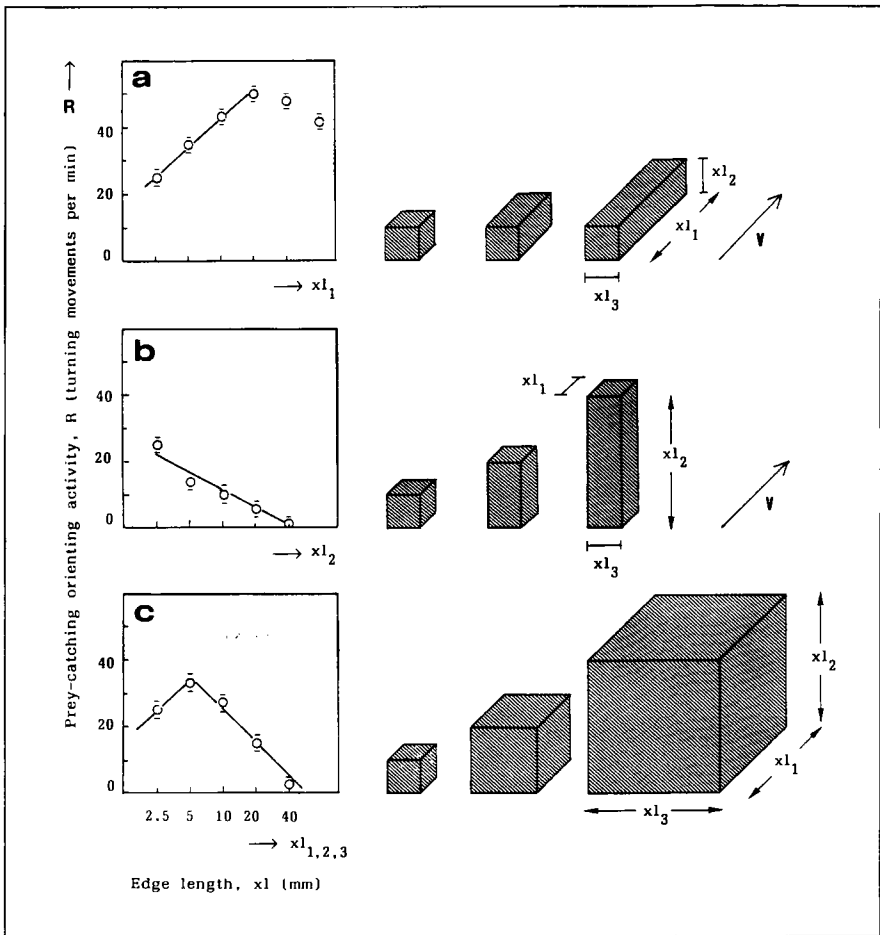 Prey-catching orienting activity, R (turning movements per min)
R
a
40
20
0
xl1
xl2
xl1
xl3
V
b
40
20
0
xl2
xl1
xl2
xl3
V
c
40
20
0
2.5 5 10 20 40
xl1,2,3
xl2
xl1
xl3
Edge length, xl (mm)